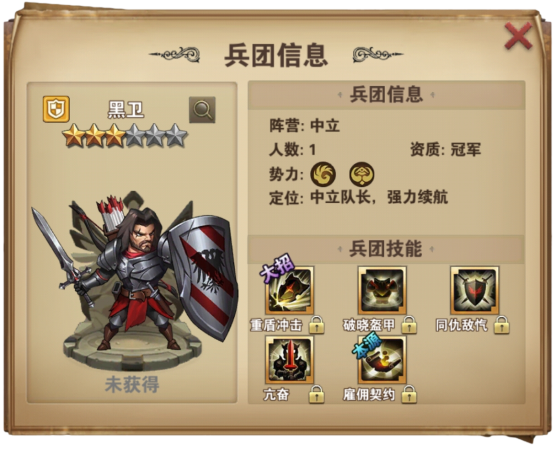 兵团信息
黑卫
未获得
兵团信息
阵营: 中立
人数: 1 资质: 冠军
势力:
定位: 中立队长，强力续航
兵团技能
大招
重盾冲击 破晓盔甲 同仇敌忾
水源
亢奋 雇佣契约